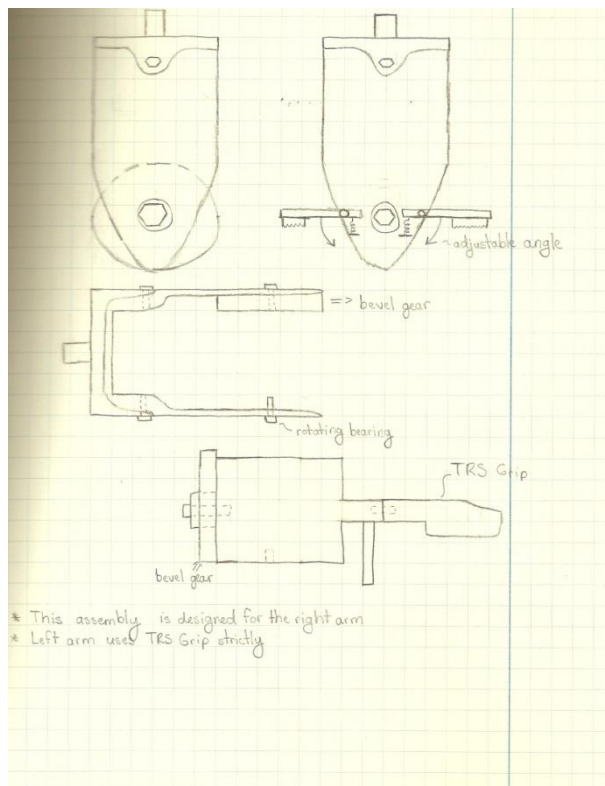 adjustable angle
=> bevel gear
rotating bearing
TRS Grip
bevel gear
* This assembly is designed for the right arm
* Left arm uses TRS Grip strictly